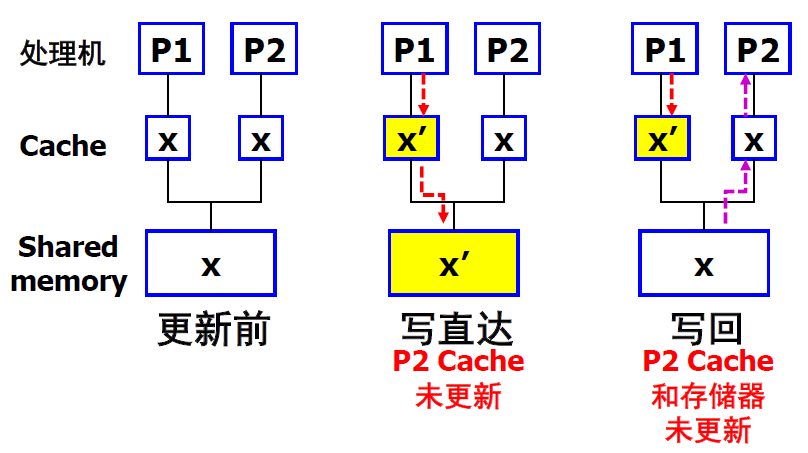 处理机 P1 P2 P1 P2 P1 P2
Cache x x x′ x x′ x
Shared
memory x x′ x
更新前 写直达 写回
P2 Cache P2 Cache
未更新 和存储器
未更新